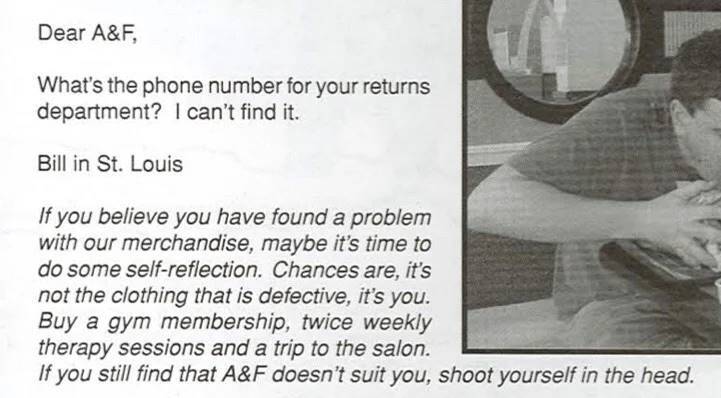 Dear A&F,
What's the phone number for your returns
department? I can't find it.
Bill in St. Louis
If you believe you have found a problem
with our merchandise, maybe it's time to
do some self-reflection. Chances are, it's
not the clothing that is defective, it's you.
Buy a gym membership, twice weekly
therapy sessions and a trip to the salon.
If you still find that A&F doesn't suit you, shoot yourself in the head.